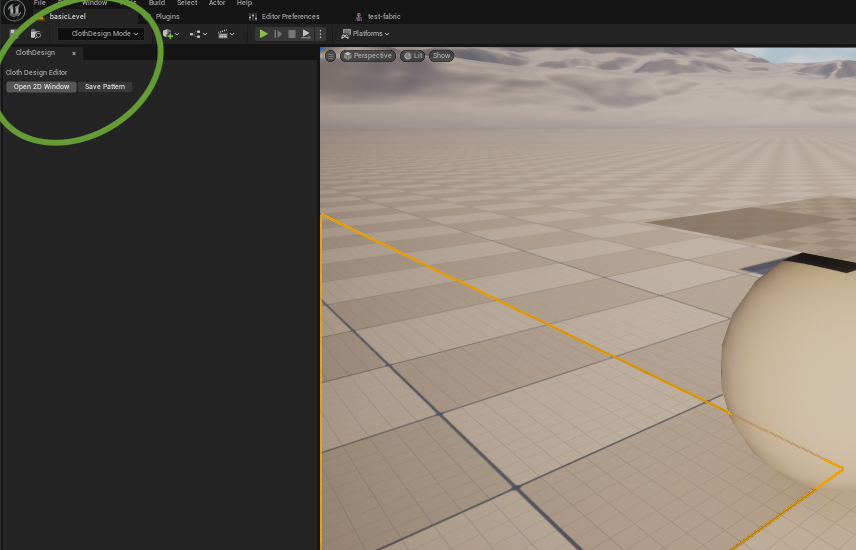 File Window Build Select Actor Help
basicLevel Plugins Editor Preferences test-fabric
ClothDesign Mode Platforms
ClothDesign x Perspective Lit Show
Cloth Design Editor
Open 2D Window Save Pattern